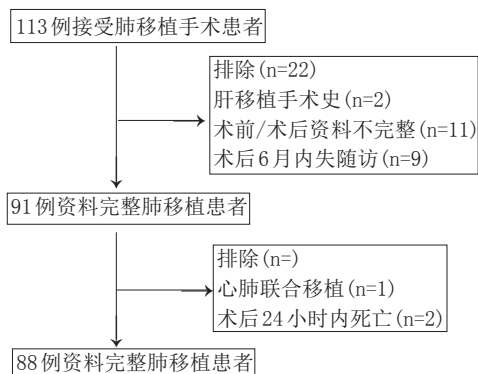 113例接受肺移植手术患者
排除(n=22)
肝移植手术史(n=2)
术前/术后资料不完整(n=11)
术后6月内失随访(n=9)
91例资料完整肺移植患者
排除(n=)
心肺联合移植(n=1)
术后24小时内死亡(n=2)
88例资料完整肺移植患者